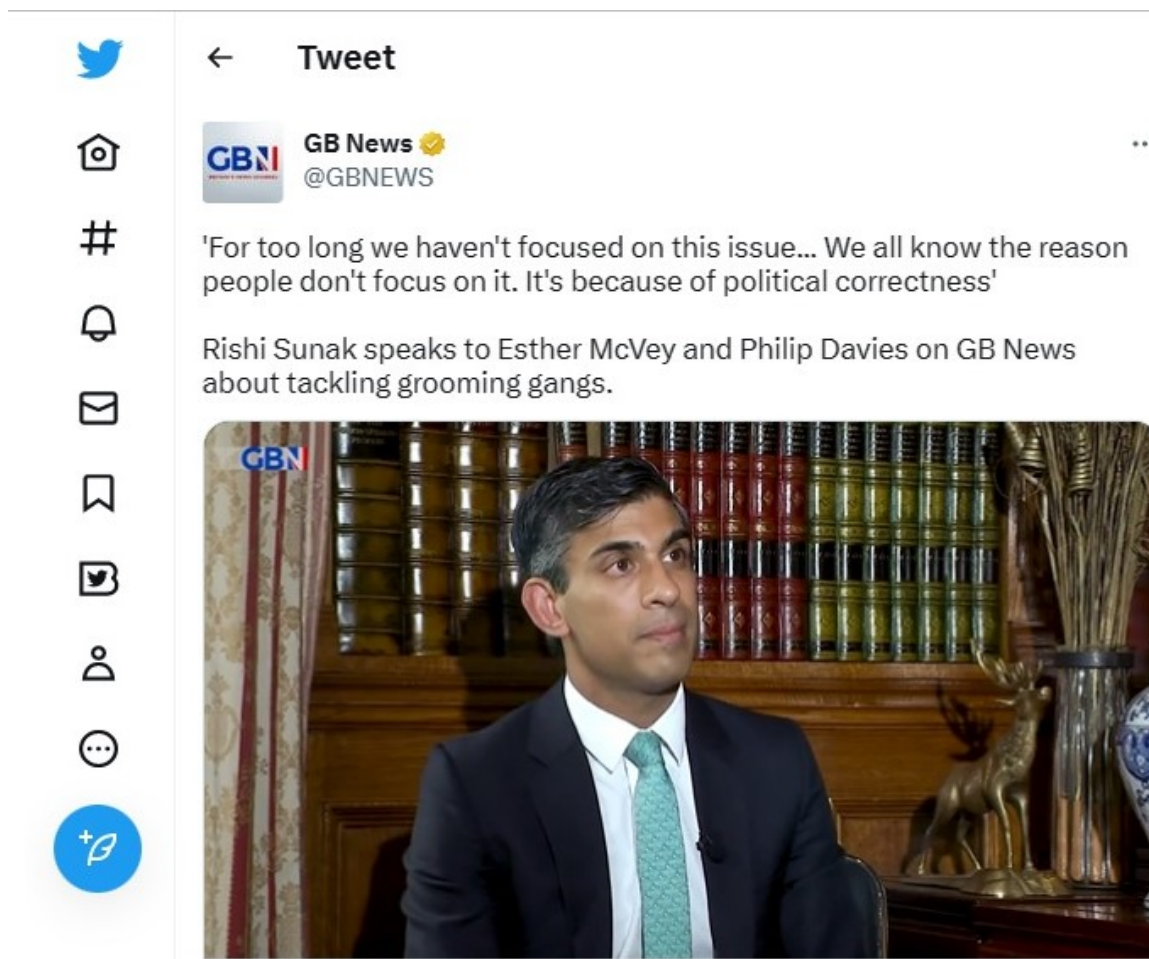 Tweet
GBN
GB News
@GBNEWS
'For too long we haven't focused on this issue... We all know the reason
people don't focus on it. It's because of political correctness'
Rishi Sunak speaks to Esther McVey and Philip Davies on GB News
about tackling grooming gangs.
GBN